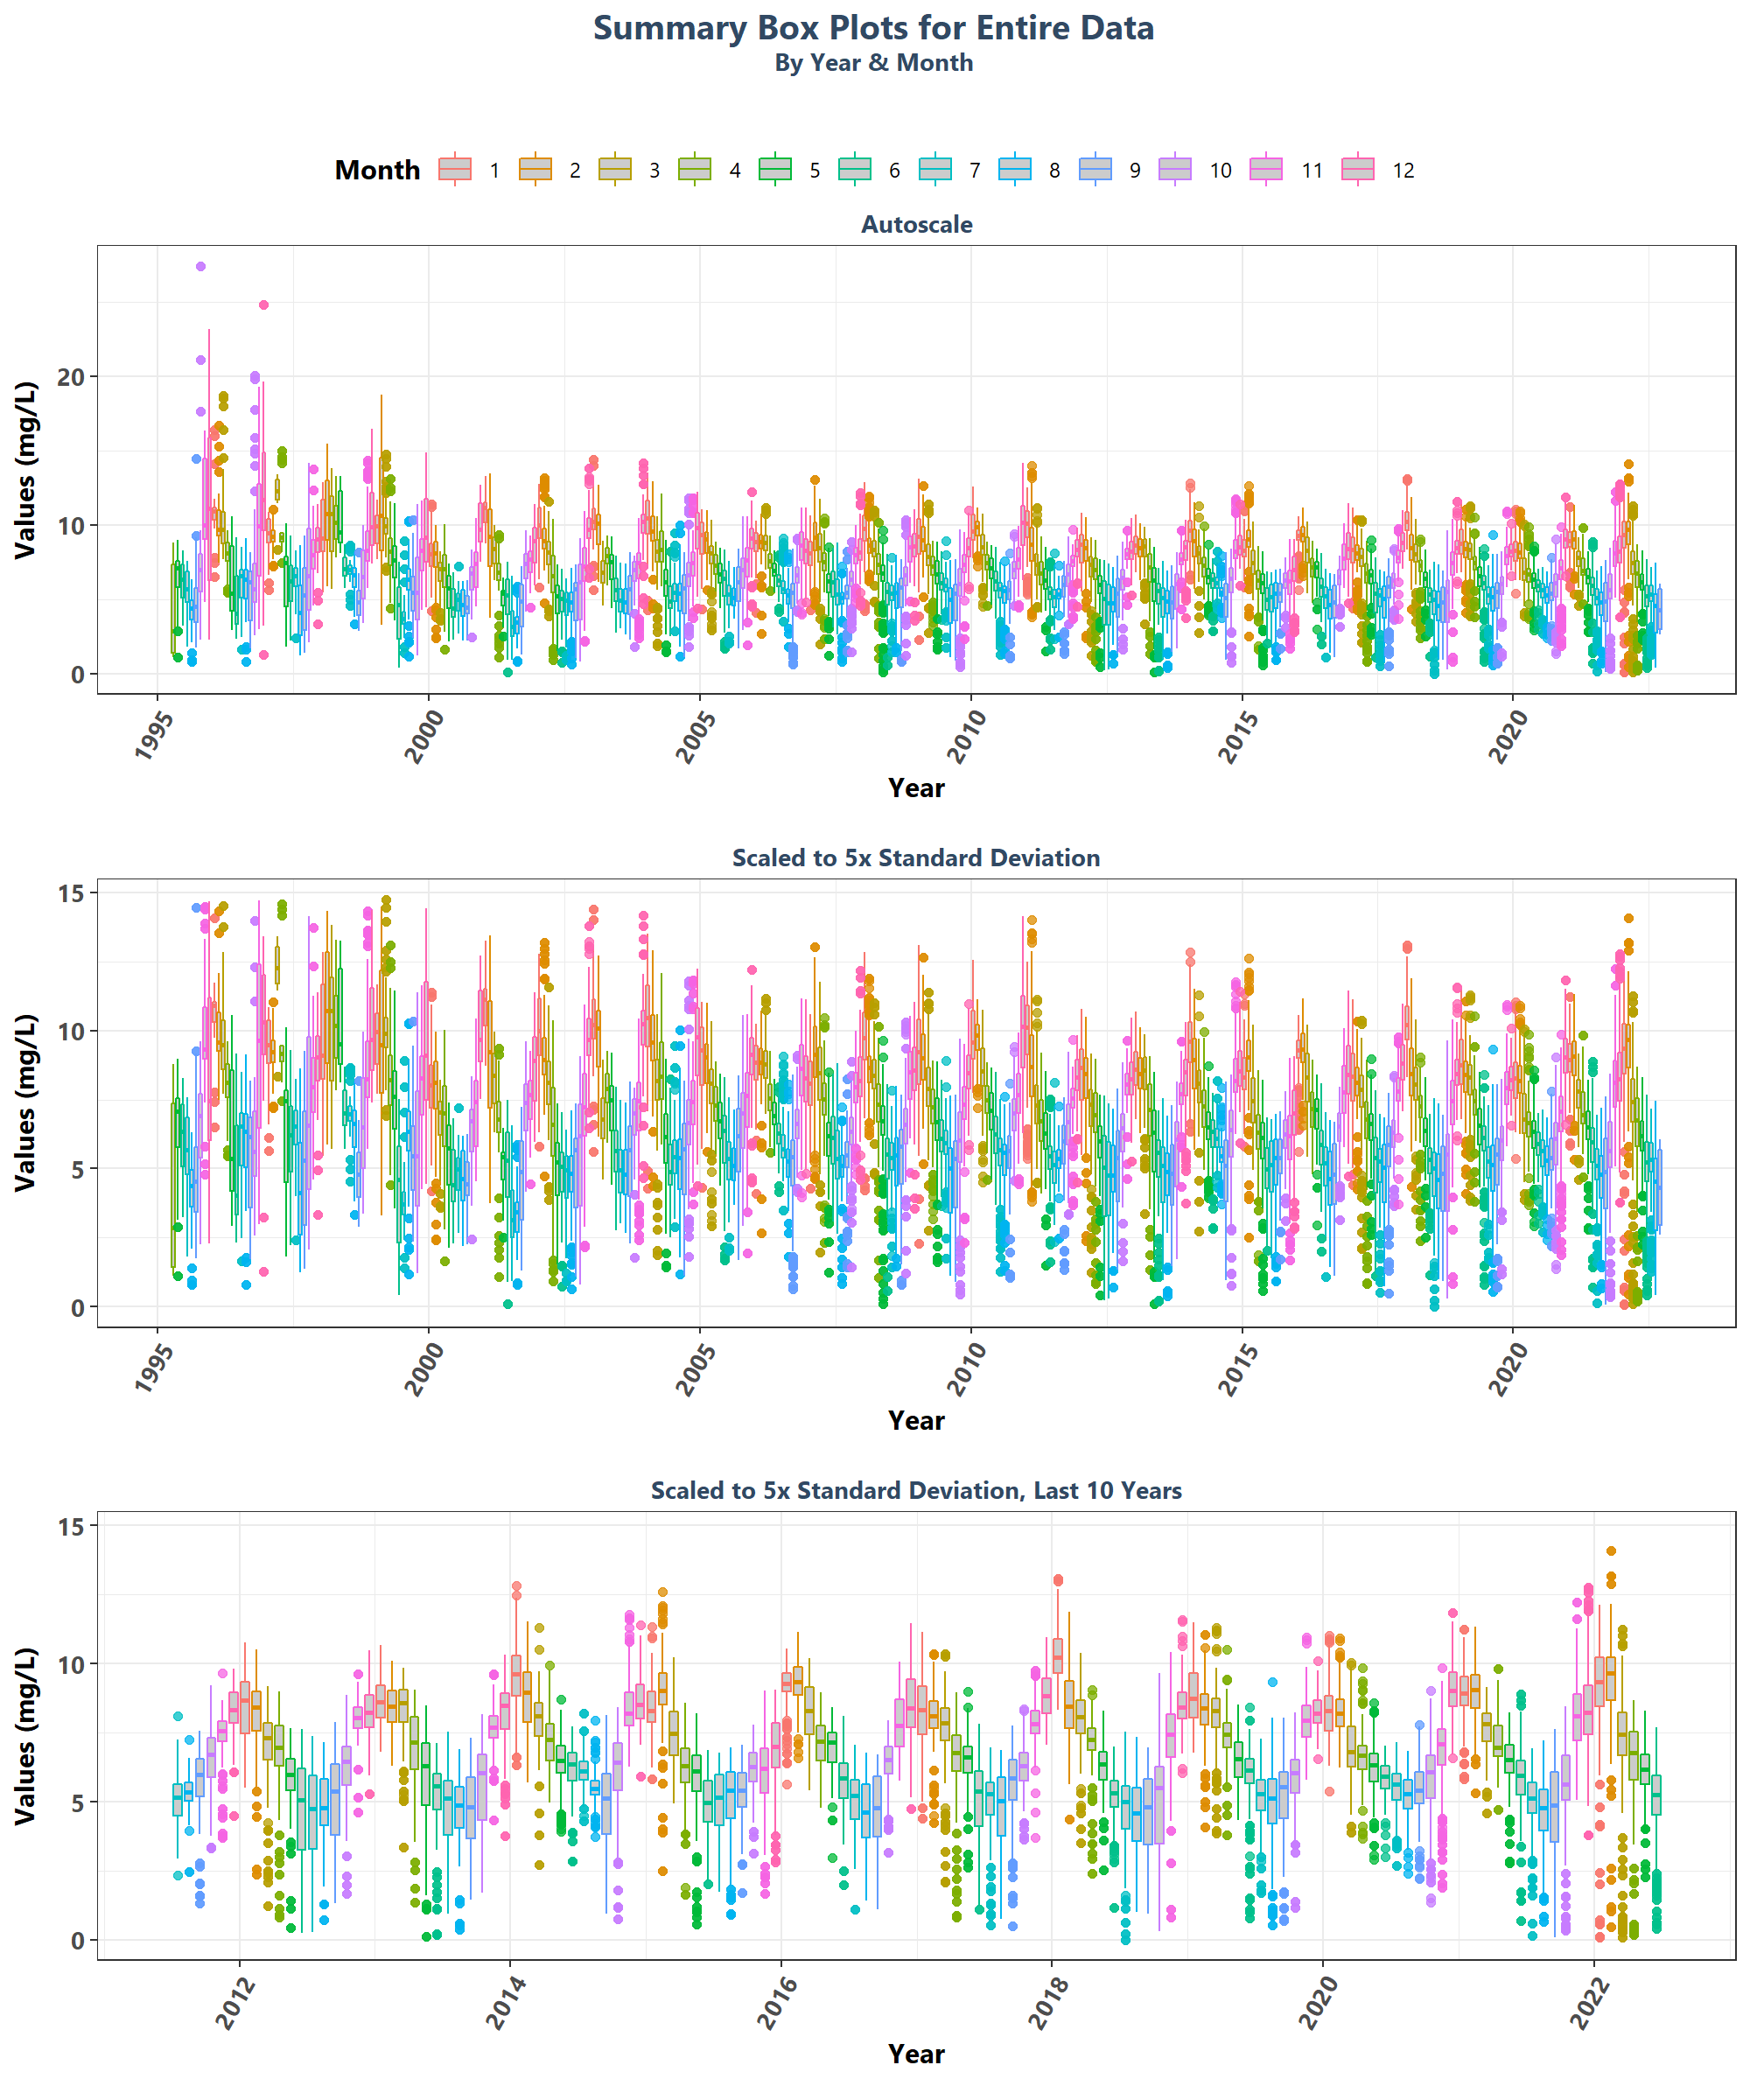 Summary Box Plots for Entire Data
By Year & Month
Month 1 2 3 4 5 6 7 8 9 10 11 12
Autoscale
Values (mg/L)
20
10
0
1995 2000 2005 2010 2015 2020
Year
Scaled to 5x Standard Deviation
Values (mg/L)
15
10
5
0
1995 2000 2005 2010 2015 2020
Year
Scaled to 5x Standard Deviation, Last 10 Years
Values (mg/L)
15
10
5
0
2012 2014 2016 2018 2020 2022
Year